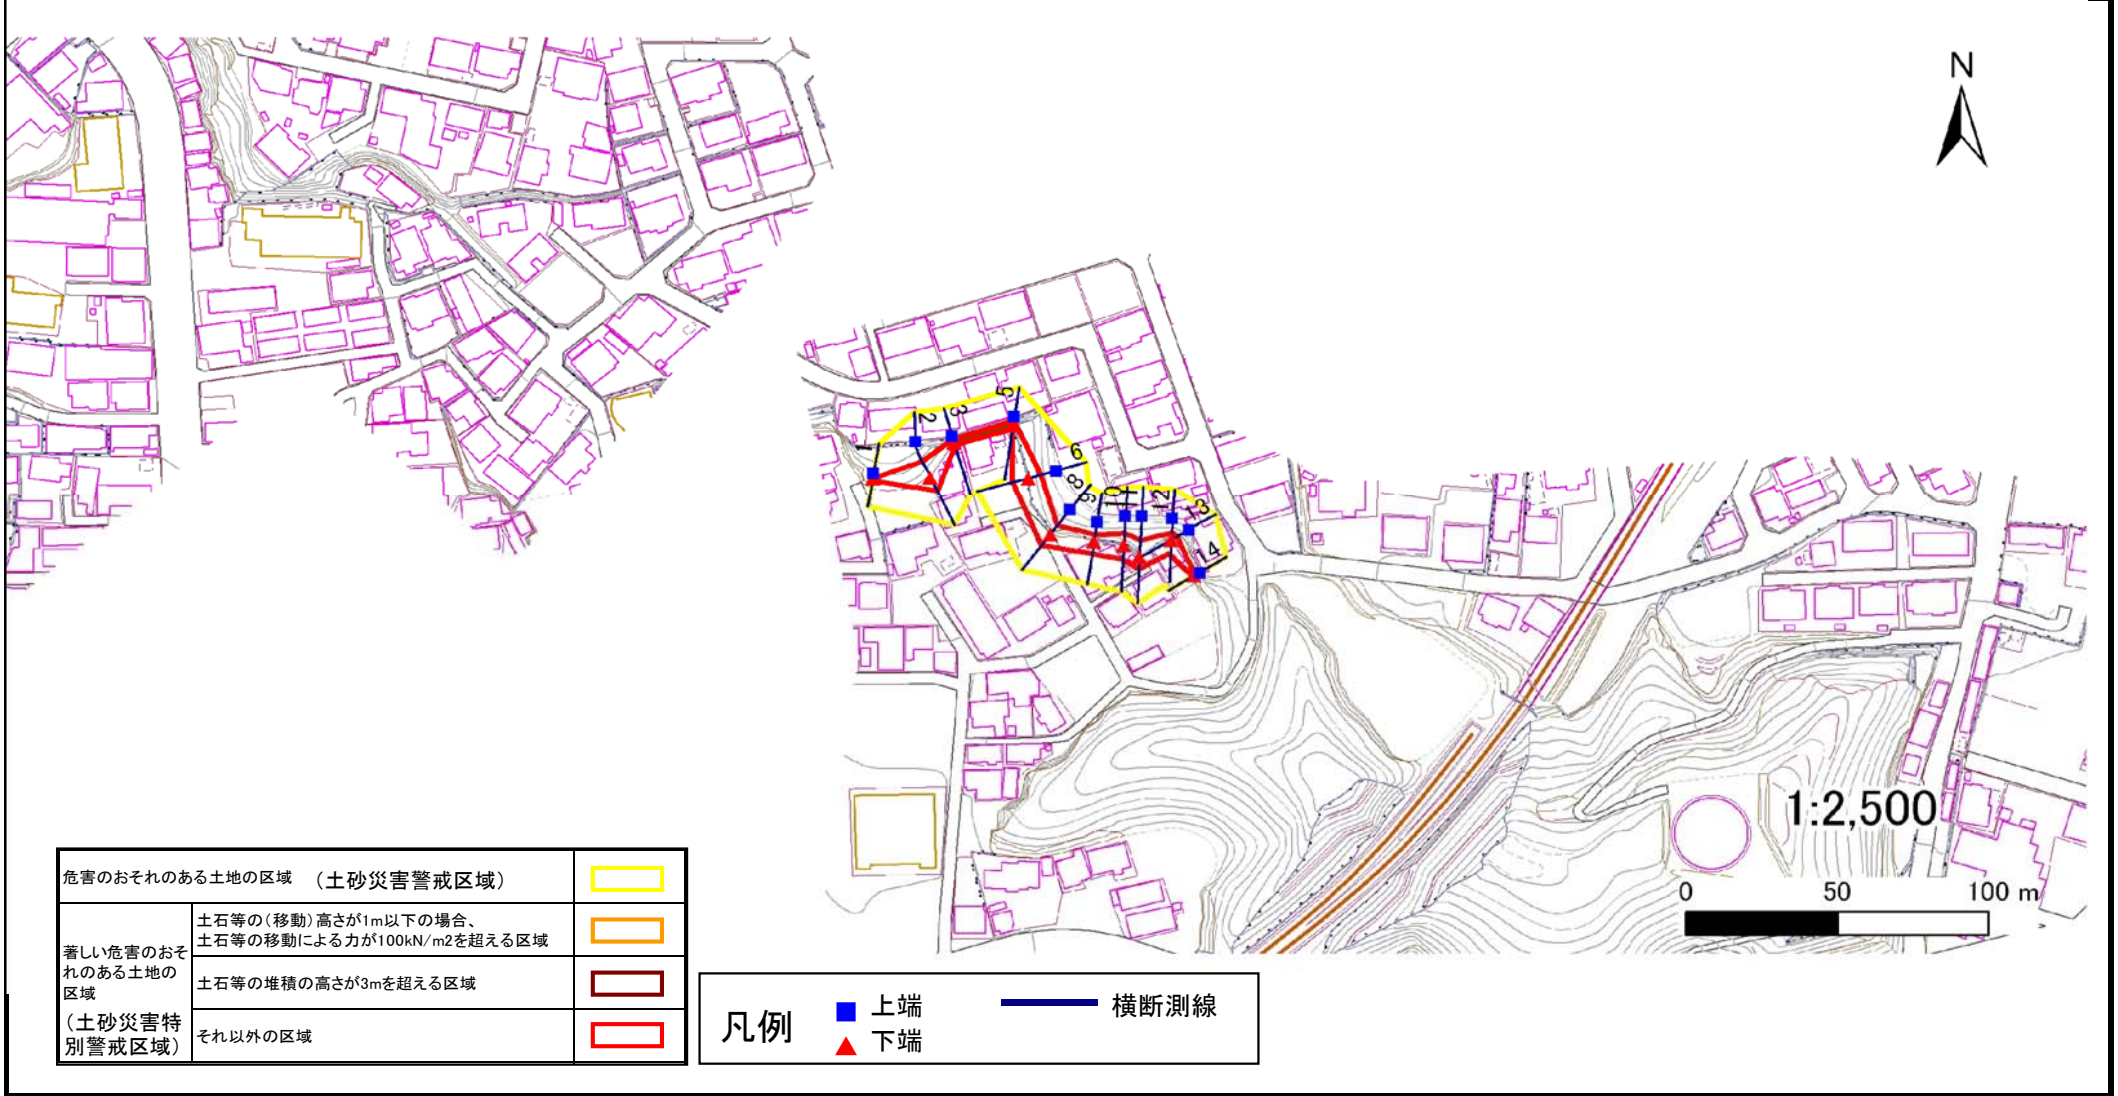 N
1
2
3
5
6
8
9
10
11
12
13
14
1:2,500
0 50 100 m
危害のおそれのある土地の区域 （土砂災害警戒区域）
著しい危害のおそ
れのある土地の
区域
（土砂災害特
別警戒区域）
土石等の（移動）高さが1m以下の場合、
土石等の移動による力が100kN/m2を超える区域
土石等の堆積の高さが3mを超える区域
それ以外の区域
凡例
上端
下端
横断測線